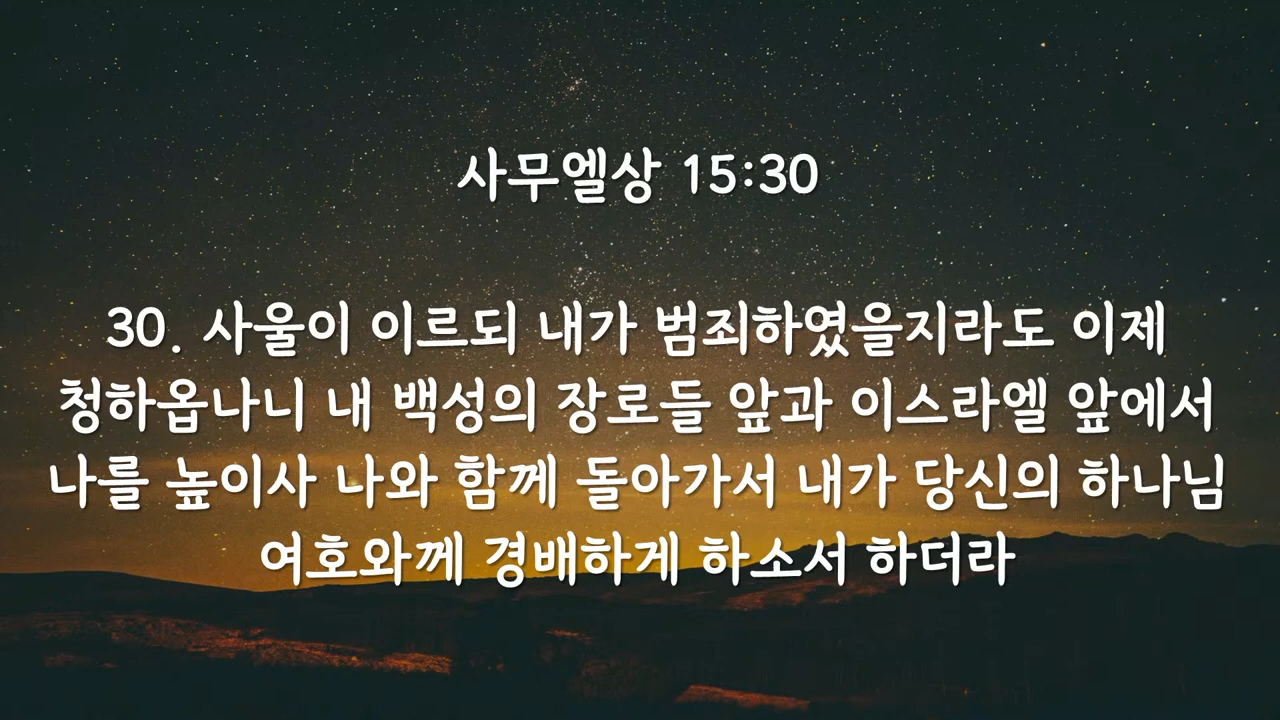 사무엘상 15:30
30. 사울이 이르되 내가 범죄하였을지라도 이제
청하옵나니 내 백성의 장로들 앞과 이스라엘 앞에서
나를 높이사 나와 함께 돌아가서 내가 당신의 하나님
여호와께 경배하게 하소서 하더라